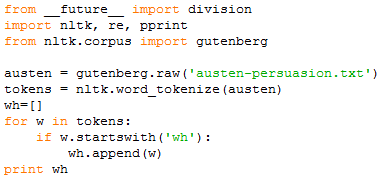 from __future__ import division
import nltk, re, pprint
from nltk.corpus import gutenberg

austen = gutenberg.raw('austen-persuasion.txt')
tokens = nltk.word_tokenize(austen)
wh=[]
for w in tokens:
    if w.startswith('wh'):
        wh.append(w)
print wh